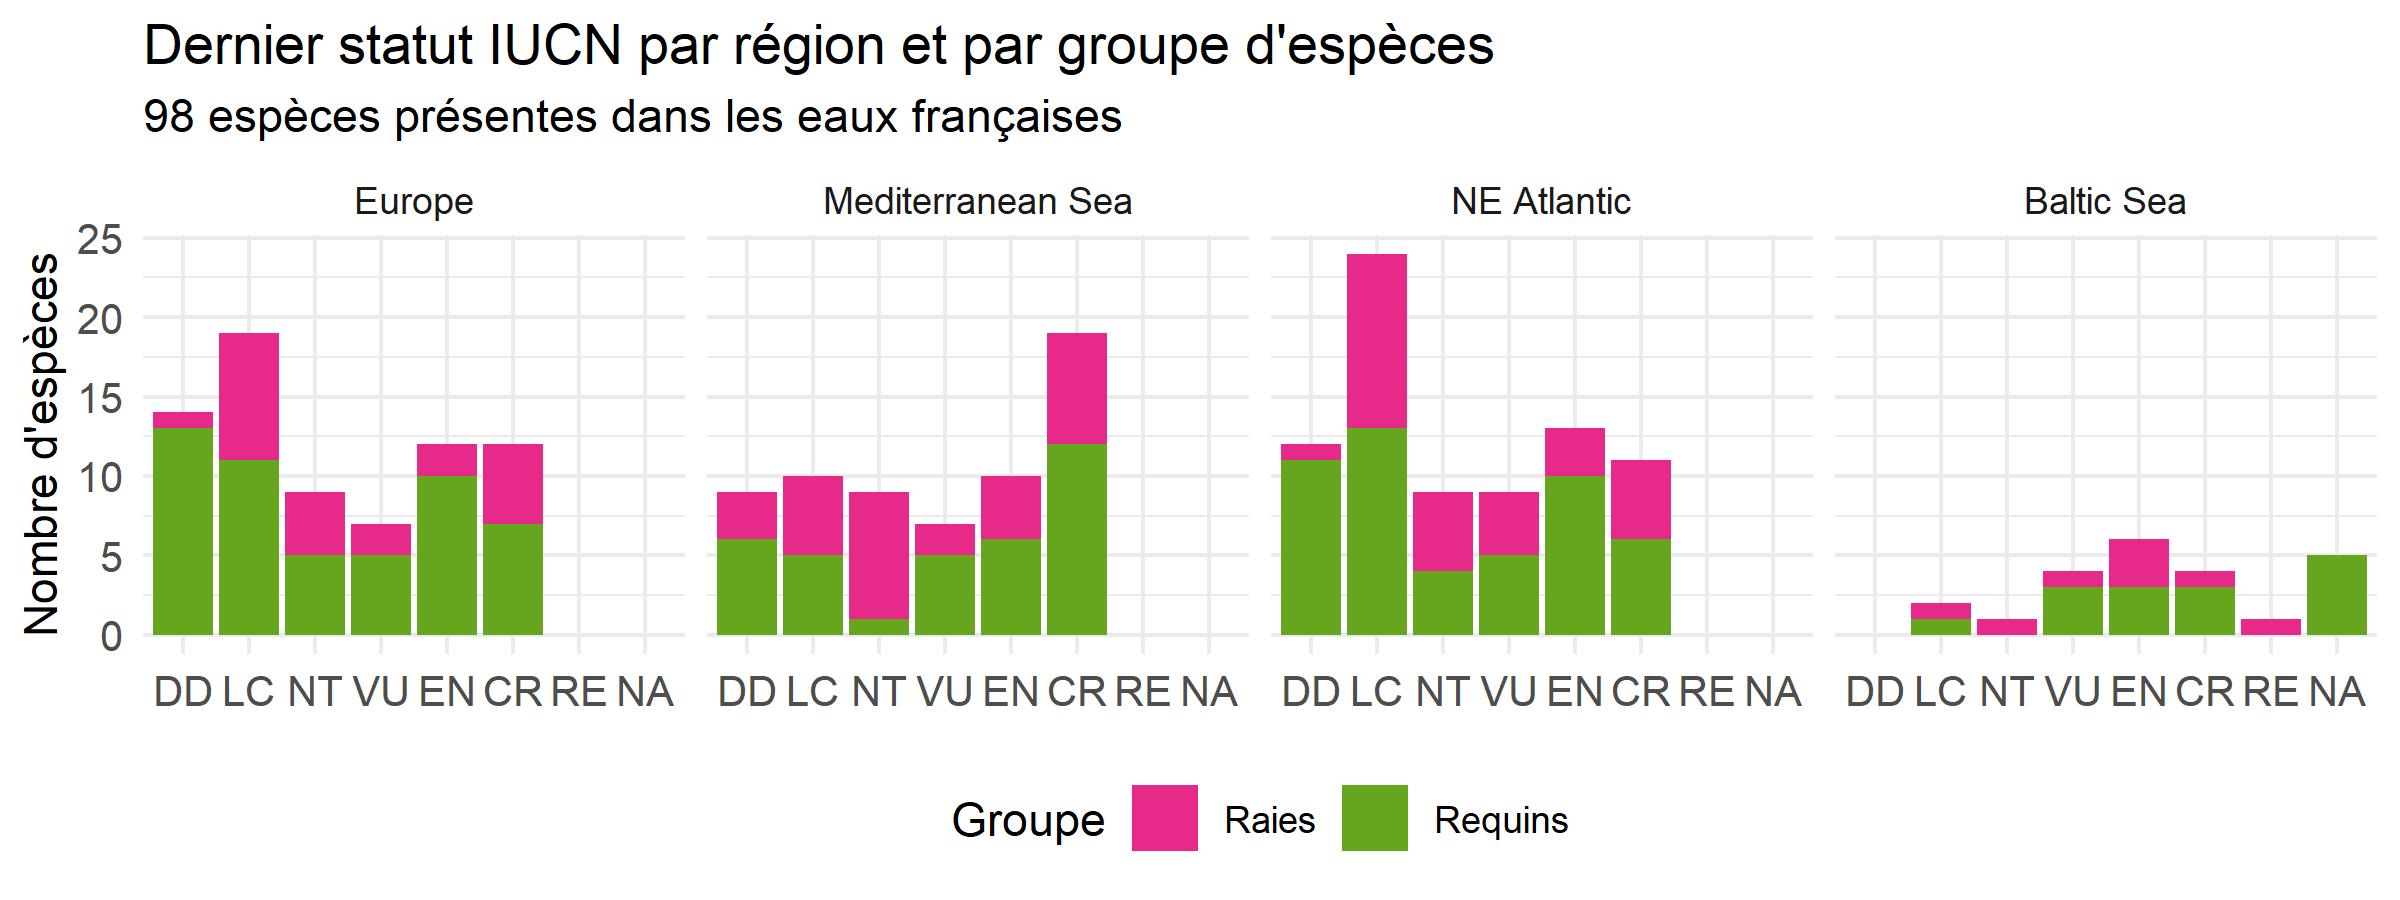 Dernier statut IUCN par région et par groupe d'espèces
98 espèces présentes dans les eaux françaises
Europe
Mediterranean Sea
NE Atlantic
Baltic Sea
Nombre d'espèces
25
20
15
10
5
0
DD LC NT VU EN CR RE NA
DD LC NT VU EN CR RE NA
DD LC NT VU EN CR RE NA
DD LC NT VU EN CR RE NA
Groupe
Raies
Requins